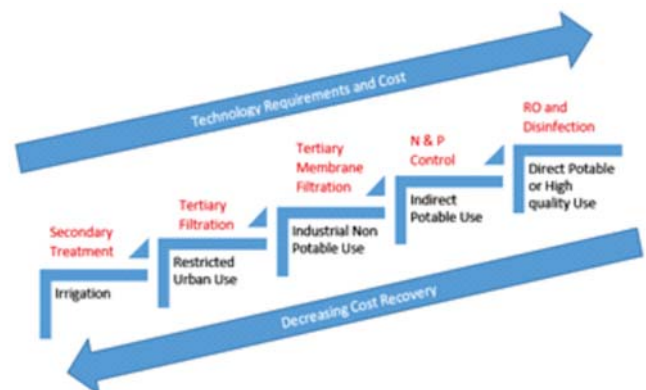 Technology Requirements and Cost
RO and
Disinfection
Direct Potable
or High
quality Use
N & P
Control
Indirect
Potable Use
Tertiary
Membrane
Filtration
Industrial Non
Potable Use
Tertiary
Filtration
Restricted
Urban Use
Secondary
Treatment
Irrigation
Decreasing Cost Recovery